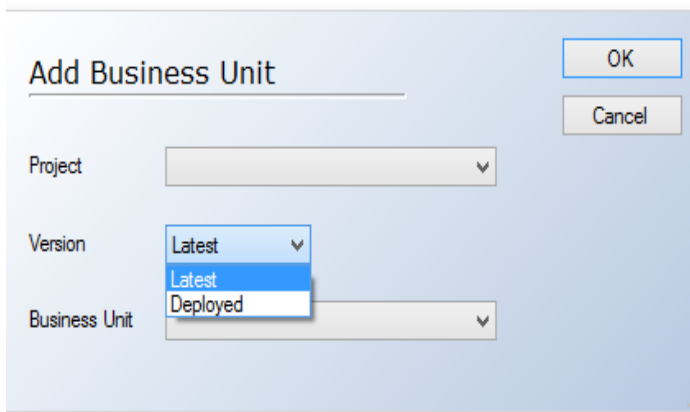 Add Business Unit
OK
Cancel
Project
Version
Latest
Latest
Deployed
Business Unit